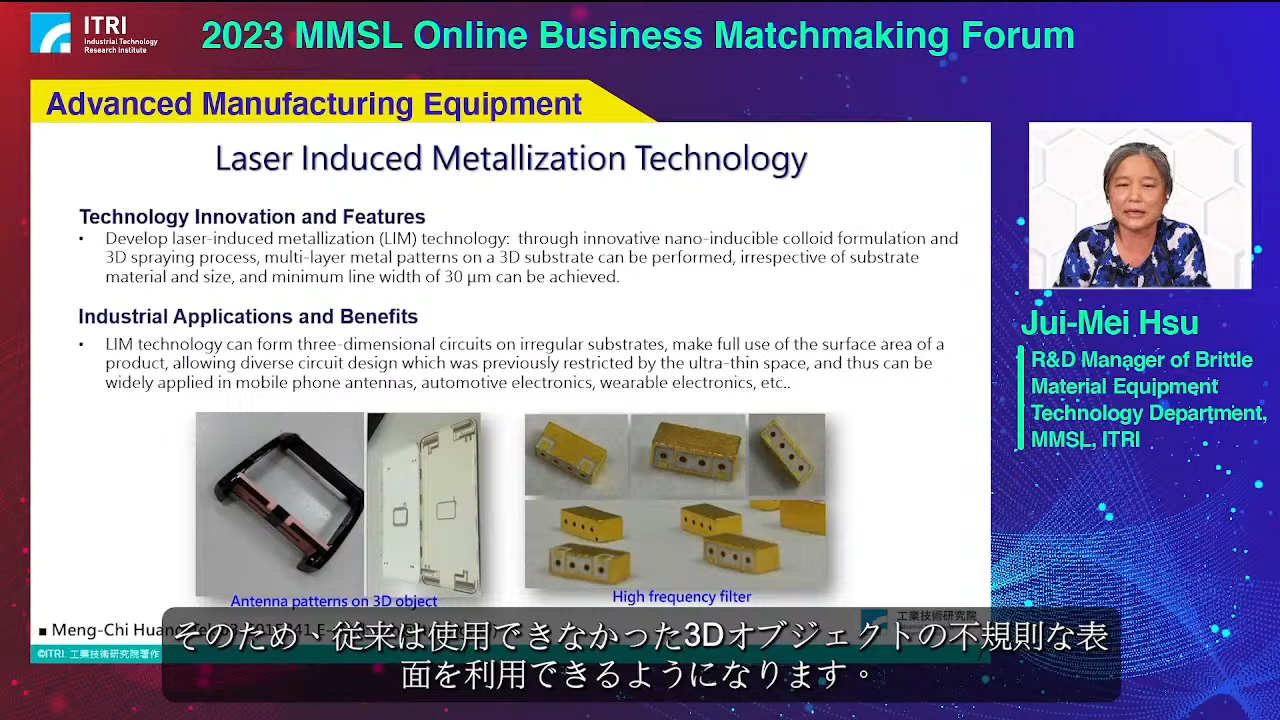 ITRI
Industrial Technology
Research Institute
2023 MMSL Online Business Matchmaking Forum
Advanced Manufacturing Equipment
Laser Induced Metallization Technology
Technology Innovation and Features
• Develop laser-induced metallization (LIM) technology: through innovative nano-inducible colloid formulation and
3D spraying process, multi-layer metal patterns on a 3D substrate can be performed, irrespective of substrate
material and size, and minimum line width of 30 μm can be achieved.
Industrial Applications and Benefits
• LIM technology can form three-dimensional circuits on irregular substrates, make full use of the surface area of a
product, allowing diverse circuit design which was previously restricted by the ultra-thin space, and thus can be
widely applied in mobile phone antennas, automotive electronics, wearable electronics, etc..
Antenna patterns on 3D object
High frequency filter
Jui-Mei Hsu
R&D Manager of Brittle
Material Equipment
Technology Department,
MMSL, ITRI
■ Meng-Chi Huang
工業技術研究院
©ITRI. 工業技術研究院著作
そのため、従来は使用できなかった3Dオブジェクトの不規則な表
面を利用できるようになります。